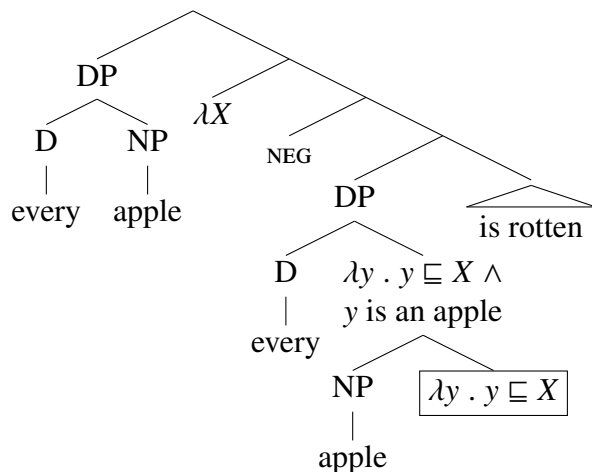 DP
λX
D NP
NEG
every apple
DP
is rotten
D λy . y ⊑ X ∧
y is an apple
every
NP λy . y ⊑ X
apple